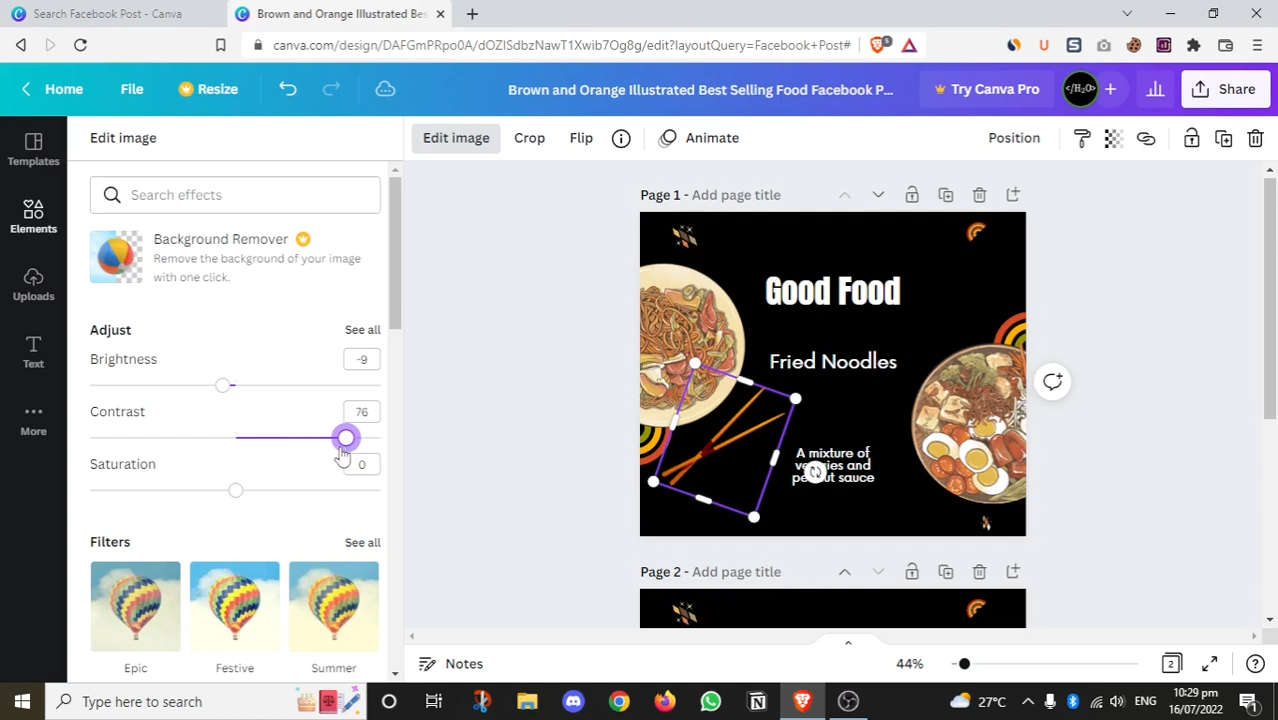 Search Facebook Post - Canva
Brown and Orange Illustrated Bes
canva.com/design/DAFGmPRpo0A/dOZlSdbzNawT1Xwib7Og8g/edit?layoutQuery=Facebook+Post#
5
U
S
Home
File
Resize
Brown and Orange Illustrated Best Selling Food Facebook P...
Try Canva Pro
</H2O>
+
Share
Templates
Elements
Uploads
Text
More
Edit image
Search effects
Background Remover
Remove the background of your image
with one click.
Adjust
See all
Brightness
-9
Contrast
76
Saturation
0
Filters
See all
Epic
Festive
Summer
Edit image
Crop
Flip
Animate
Position
Page 1 - Add page title
Good Food
Fried Noodles
A mixture of
veggies and
peanut sauce
Page 2 - Add page title
Notes
44%
2
Type here to search
27°C
ENG
10:29 pm
16/07/2022
1